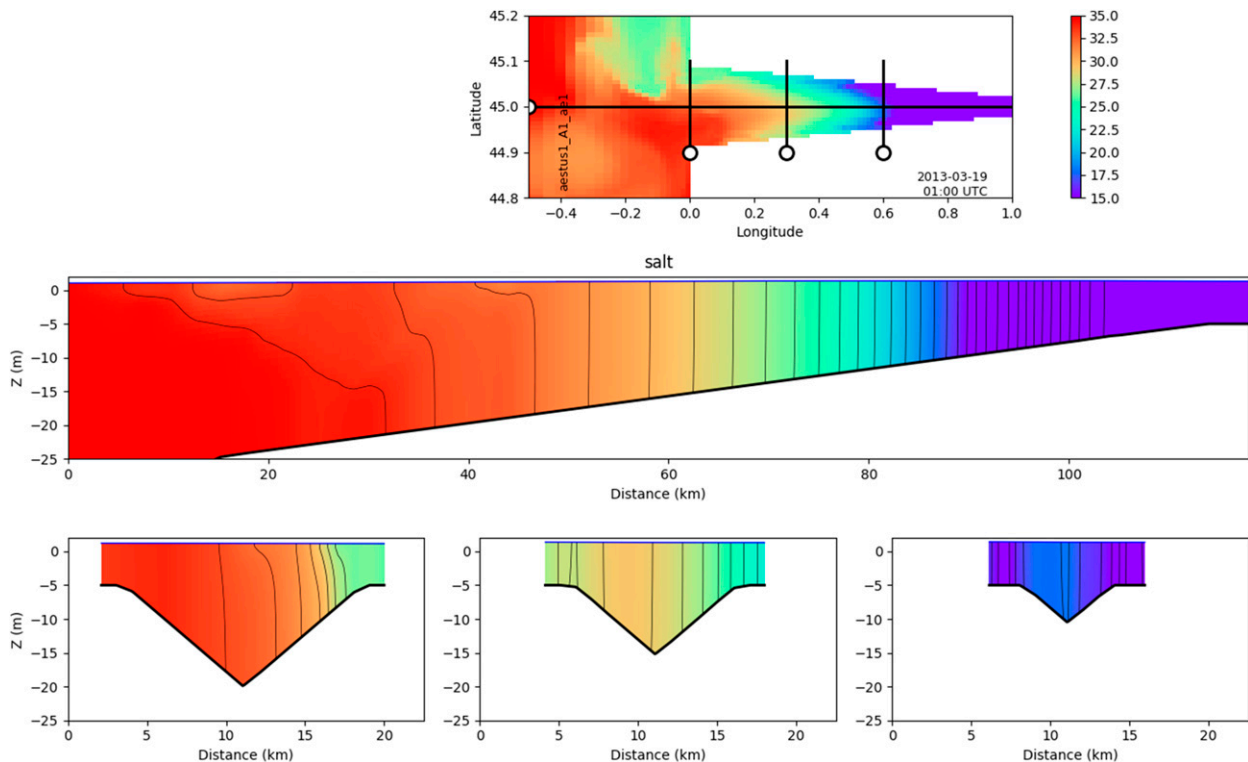 45.2
45.1
45.0
44.9
44.8
Latitude
aestus1_A1_ae1
2013-03-19
01:00 UTC
−0.4 −0.2 0.0 0.2 0.4 0.6 0.8 1.0
Longitude
35.0
32.5
30.0
27.5
25.0
22.5
20.0
17.5
15.0
salt
0
−5
−10
−15
−20
−25
Z (m)
0 20 40 60 80 100
Distance (km)
0
−5
−10
−15
−20
−25
Z (m)
0 5 10 15 20
Distance (km)
0
−5
−10
−15
−20
−25
0 5 10 15 20
Distance (km)
0
−5
−10
−15
−20
−25
0 5 10 15 20
Distance (km)